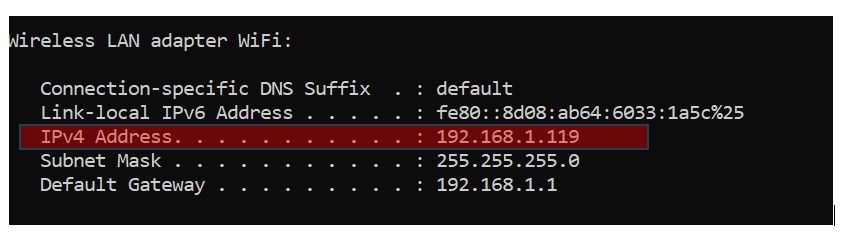 Wireless LAN adapter WiFi:
Connection-specific DNS Suffix . : default
Link-local IPv6 Address . . . . . : fe80::8d08:ab64:6033:1a5c%25
IPv4 Address. . . . . . . . . . . : 192.168.1.119
Subnet Mask . . . . . . . . . . . : 255.255.255.0
Default Gateway . . . . . . . . . : 192.168.1.1